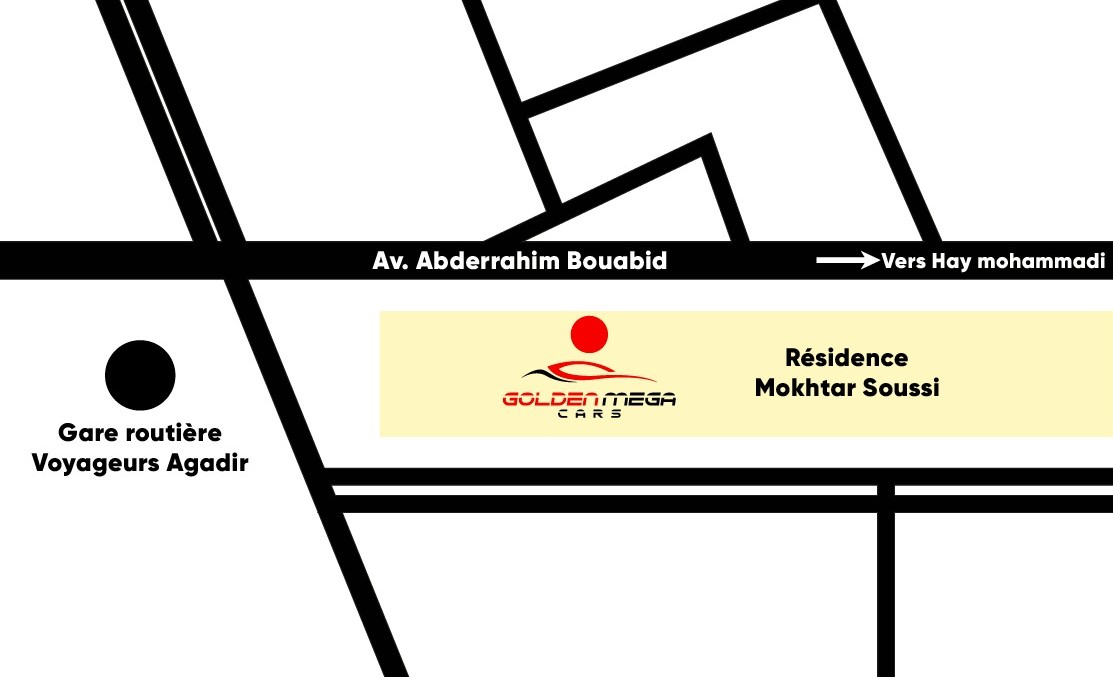 Av. Abderrahim Bouabid
Vers Hay mohammadi
GOLDEN MEGA
CARS
Résidence
Mokhtar Soussi
Gare routière
Voyageurs Agadir